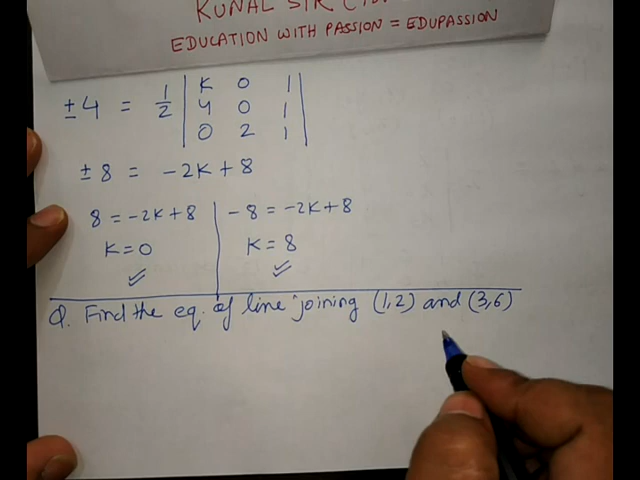 KUNAL SIR
EDUCATION WITH PASSION = EDUPASSION
±4 = 1/2 | K 0 1 |
| 4 0 1 |
| 0 2 1 |
±8 = -2K+8
8 = -2K+8 | -8 = -2K+8
K=0 | K=8
✓ | ✓
Q. Find the eq. of line joining (1,2) and (3,6)